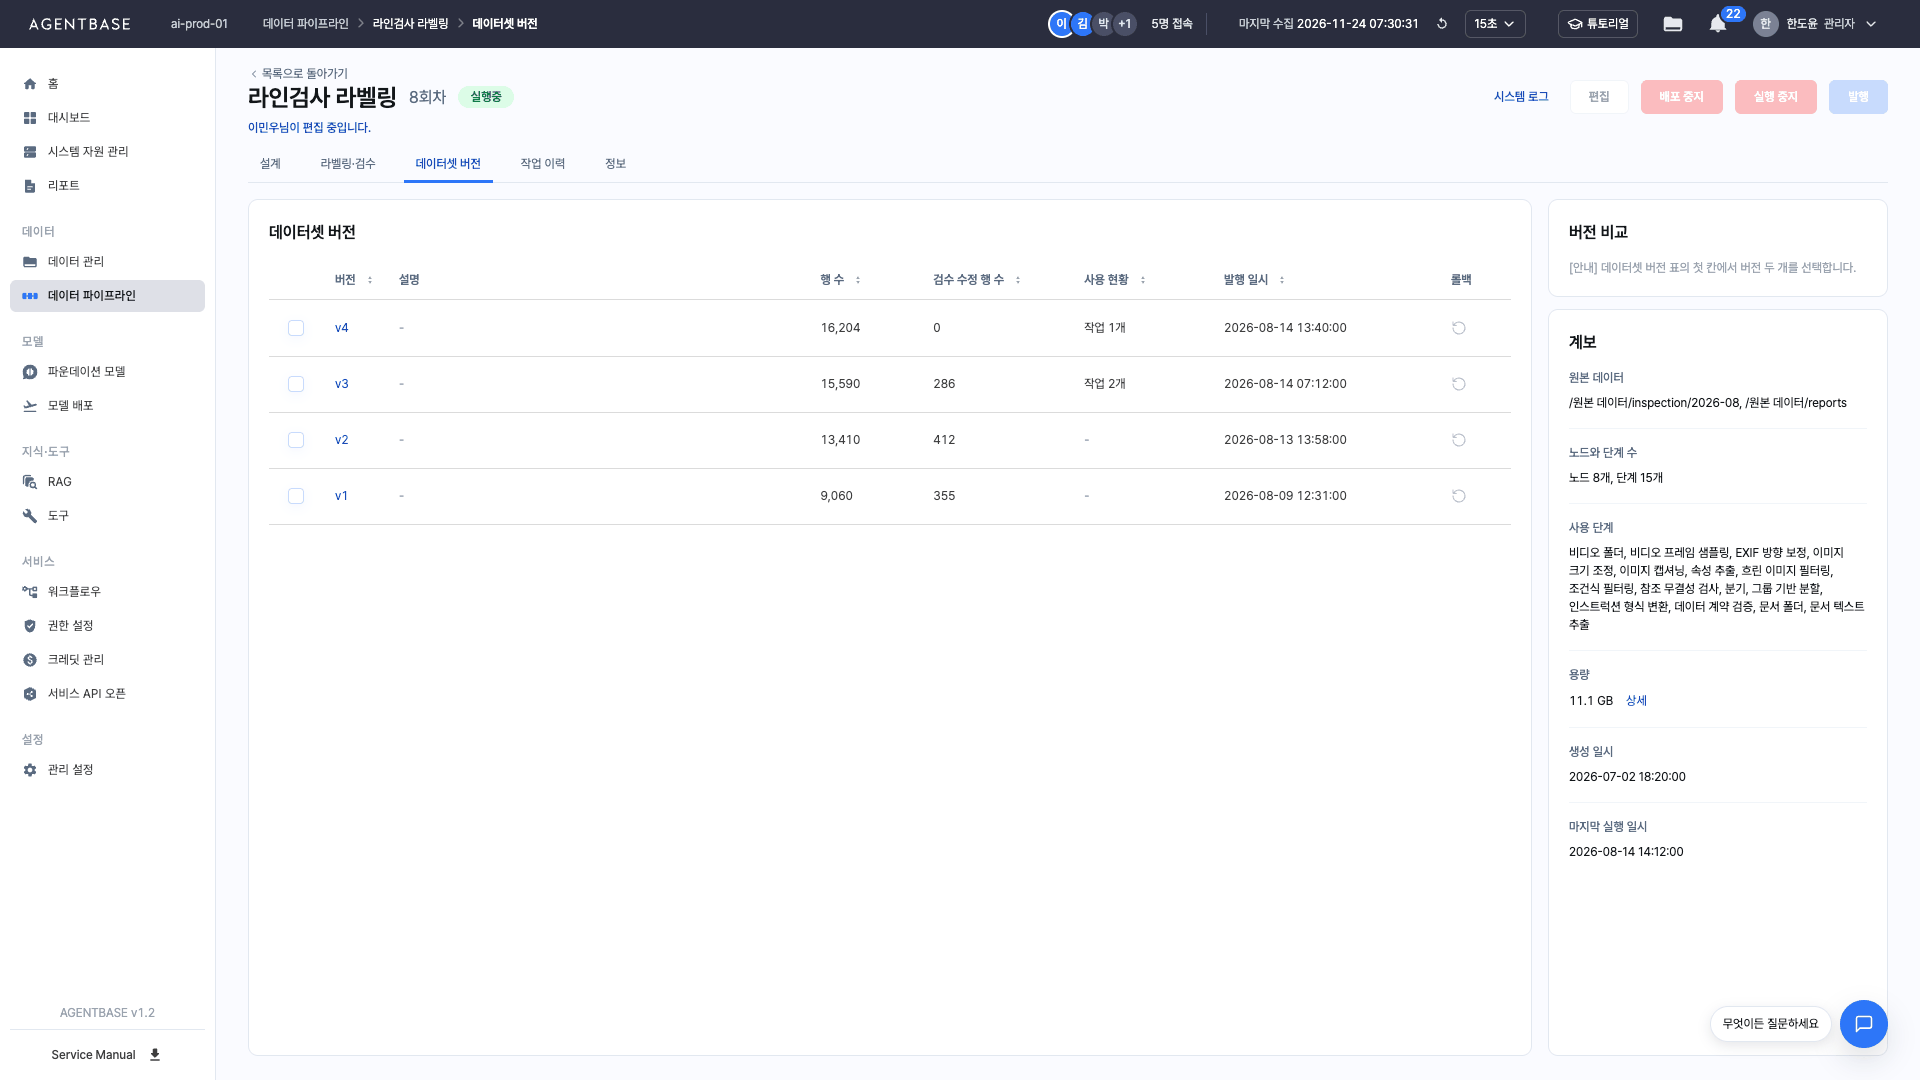 AGENTBASE
ai-prod-01
데이터 파이프라인 > 라인검사 라벨링 > 데이터셋 버전
이 김 박 +1 5명 접속
마지막 수집 2026-11-24 07:30:31
15초
튜토리얼
22
한 한도윤 관리자
홈
대시보드
시스템 자원 관리
리포트
데이터
데이터 관리
데이터 파이프라인
모델
파운데이션 모델
모델 배포
지식·도구
RAG
도구
서비스
워크플로우
권한 설정
크레딧 관리
서비스 API 오픈
설정
관리 설정
AGENTBASE v1.2
Service Manual
목록으로 돌아가기
라인검사 라벨링 8회차 실행중
이민우님이 편집 중입니다.
시스템 로그 편집 배포 중지 실행 중지 발행
설계 라벨링·검수 데이터셋 버전 작업 이력 정보
데이터셋 버전
버전 설명 행 수 검수 수정 행 수 사용 현황 발행 일시 롤백
v4 - 16,204 0 작업 1개 2026-08-14 13:40:00
v3 - 15,590 286 작업 2개 2026-08-14 07:12:00
v2 - 13,410 412 - 2026-08-13 13:58:00
v1 - 9,060 355 - 2026-08-09 12:31:00
버전 비교
[안내] 데이터셋 버전 표의 첫 칸에서 버전 두 개를 선택합니다.
계보
원본 데이터
/원본 데이터/inspection/2026-08, /원본 데이터/reports
노드와 단계 수
노드 8개, 단계 15개
사용 단계
비디오 폴더, 비디오 프레임 샘플링, EXIF 방향 보정, 이미지
크기 조정, 이미지 캡셔닝, 속성 추출, 흐린 이미지 필터링,
조건식 필터링, 참조 무결성 검사, 분기, 그룹 기반 분할,
인스트럭션 형식 변환, 데이터 계약 검증, 문서 폴더, 문서 텍스트
추출
용량
11.1 GB 상세
생성 일시
2026-07-02 18:20:00
마지막 실행 일시
2026-08-14 14:12:00
무엇이든 질문하세요